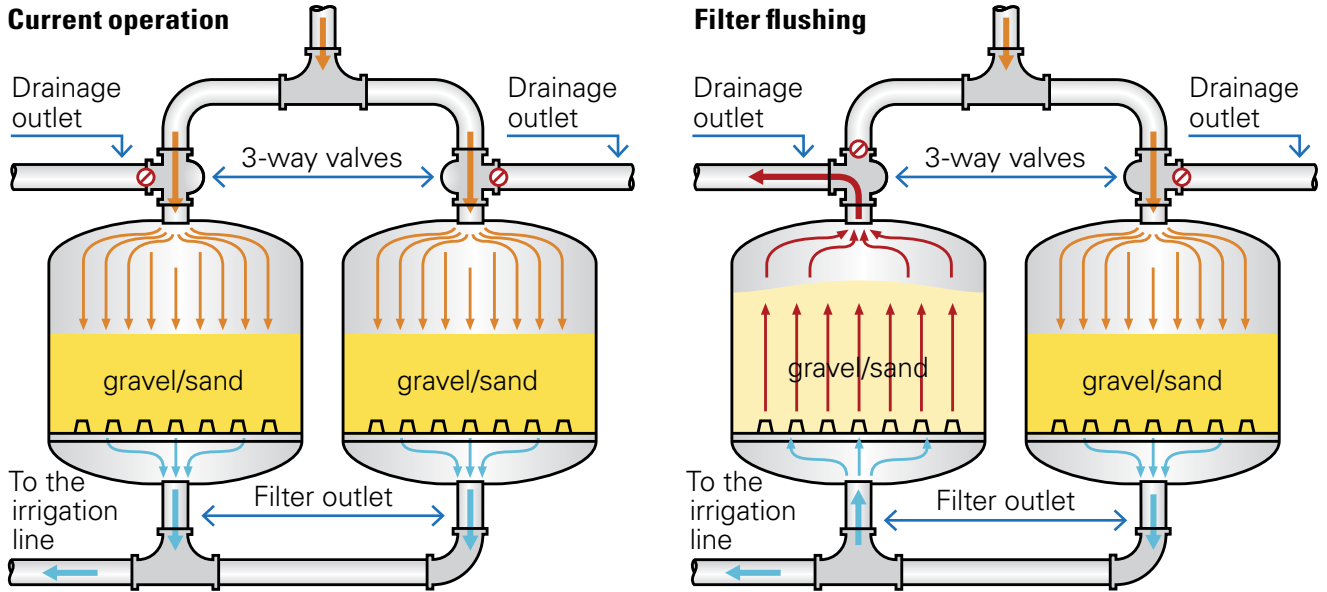 Current operation
Drainage
outlet
Drainage
outlet
3-way valves
gravel/sand
gravel/sand
To the
irrigation
line
Filter outlet
Filter flushing
Drainage
outlet
Drainage
outlet
3-way valves
gravel/sand
gravel/sand
To the
irrigation
line
Filter outlet